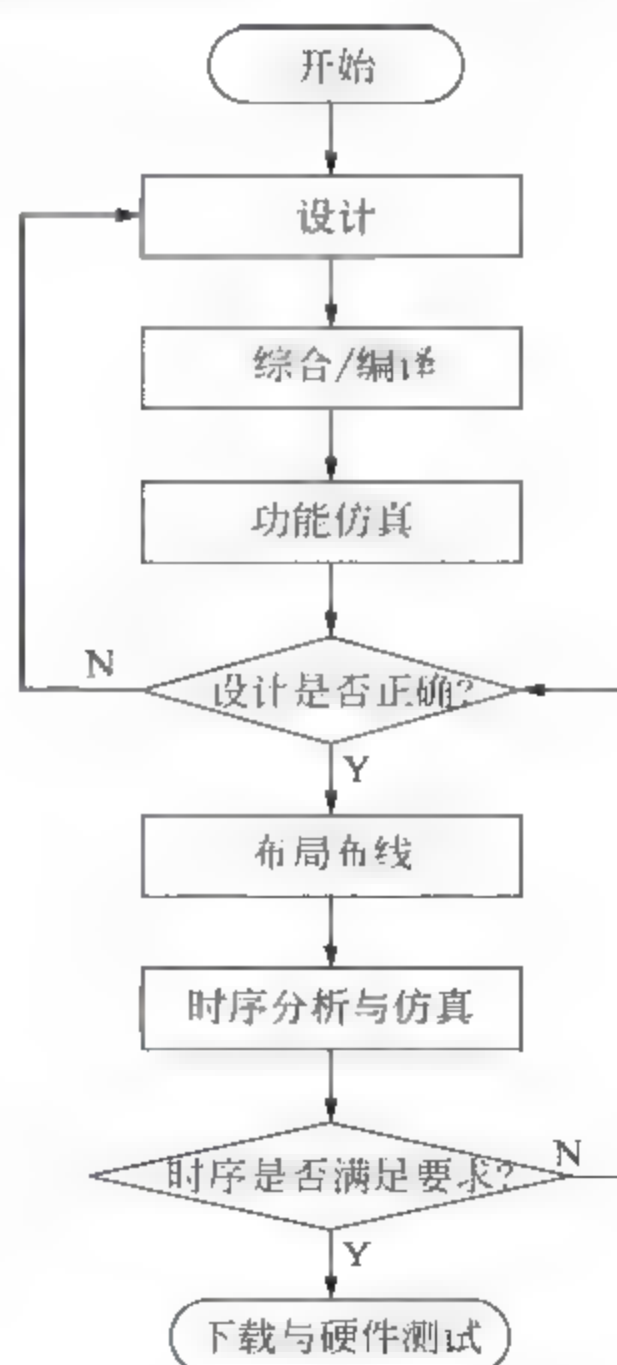 开始
设计
综合/编译
功能仿真
设计是否正确?
N
Y
布局布线
时序分析与仿真
时序是否满足要求?
N
Y
下载与硬件测试